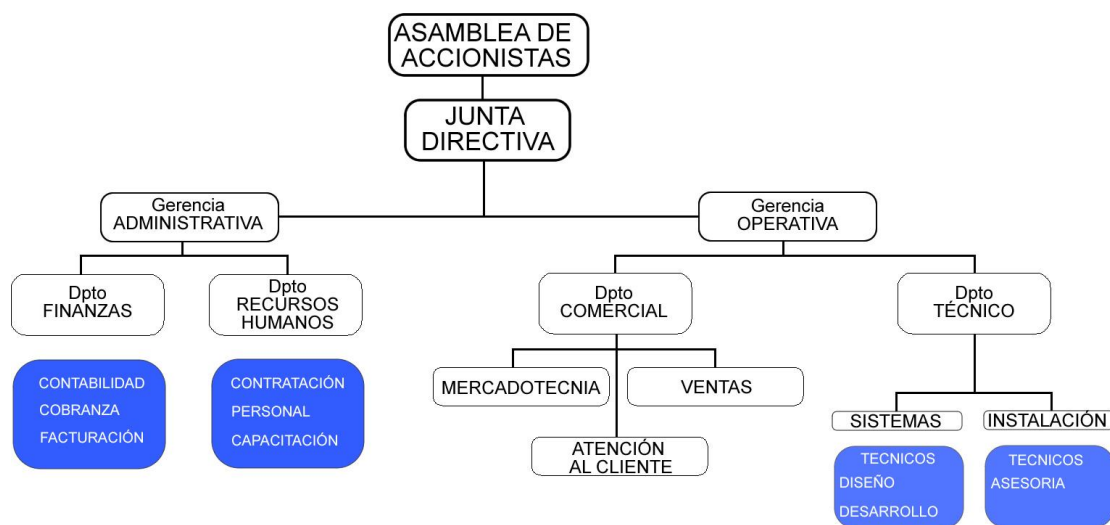 ASAMBLEA DE
ACCIONISTAS
JUNTA
DIRECTIVA
Gerencia
ADMINISTRATIVA
Gerencia
OPERATIVA
Dpto
FINANZAS
Dpto
RECURSOS
HUMANOS
Dpto
COMERCIAL
Dpto
TÉCNICO
CONTABILIDAD
COBRANZA
FACTURACIÓN
CONTRATACIÓN
PERSONAL
CAPACITACIÓN
MERCADOTECNIA
VENTAS
ATENCIÓN
AL CLIENTE
SISTEMAS
INSTALACIÓN
TECNICOS
DISEÑO
DESARROLLO
TECNICOS
ASESORIA